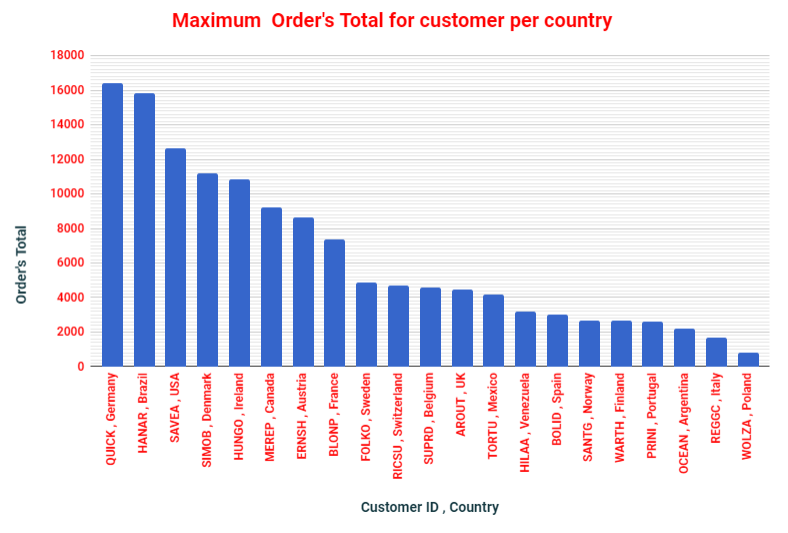 Maximum  Order's Total for customer per country
18000
16000
14000
12000
10000
8000
6000
4000
2000
0
Order's Total
QUICK , Germany
HANAR , Brazil
SAVEA , USA
SIMOB , Denmark
HUNGO , Ireland
MEREP , Canada
ERNSH , Austria
BLONP , France
FOLKO , Sweden
RICSU , Switzerland
SUPRD , Belgium
AROUT , UK
TORTU , Mexico
HILAA , Venezuela
BOLID , Spain
SANTG , Norway
WARTH , Finland
PRINI , Portugal
OCEAN , Argentina
REGGC , Italy
WOLZA , Poland
Customer ID , Country